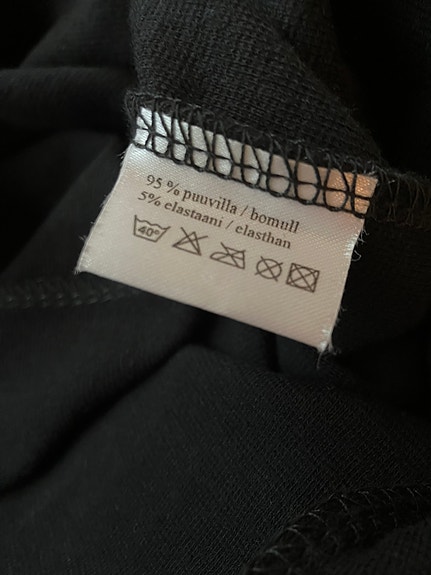 95 % puuvilla / bomull
5% elastaani / elasthan
40°